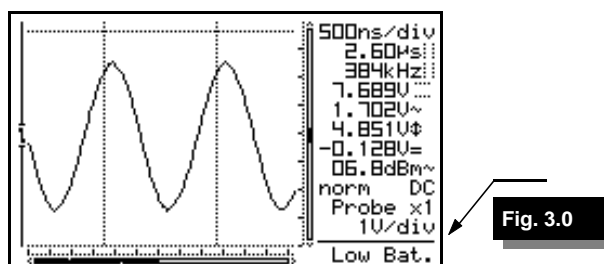 500ns/div
2.60µs
384kHz
7.689V
1.702V~
4.851V⌽
-0.128V=
06.8dBm~
norm DC
Probe x1
1V/div
Low Bat.
Fig. 3.0